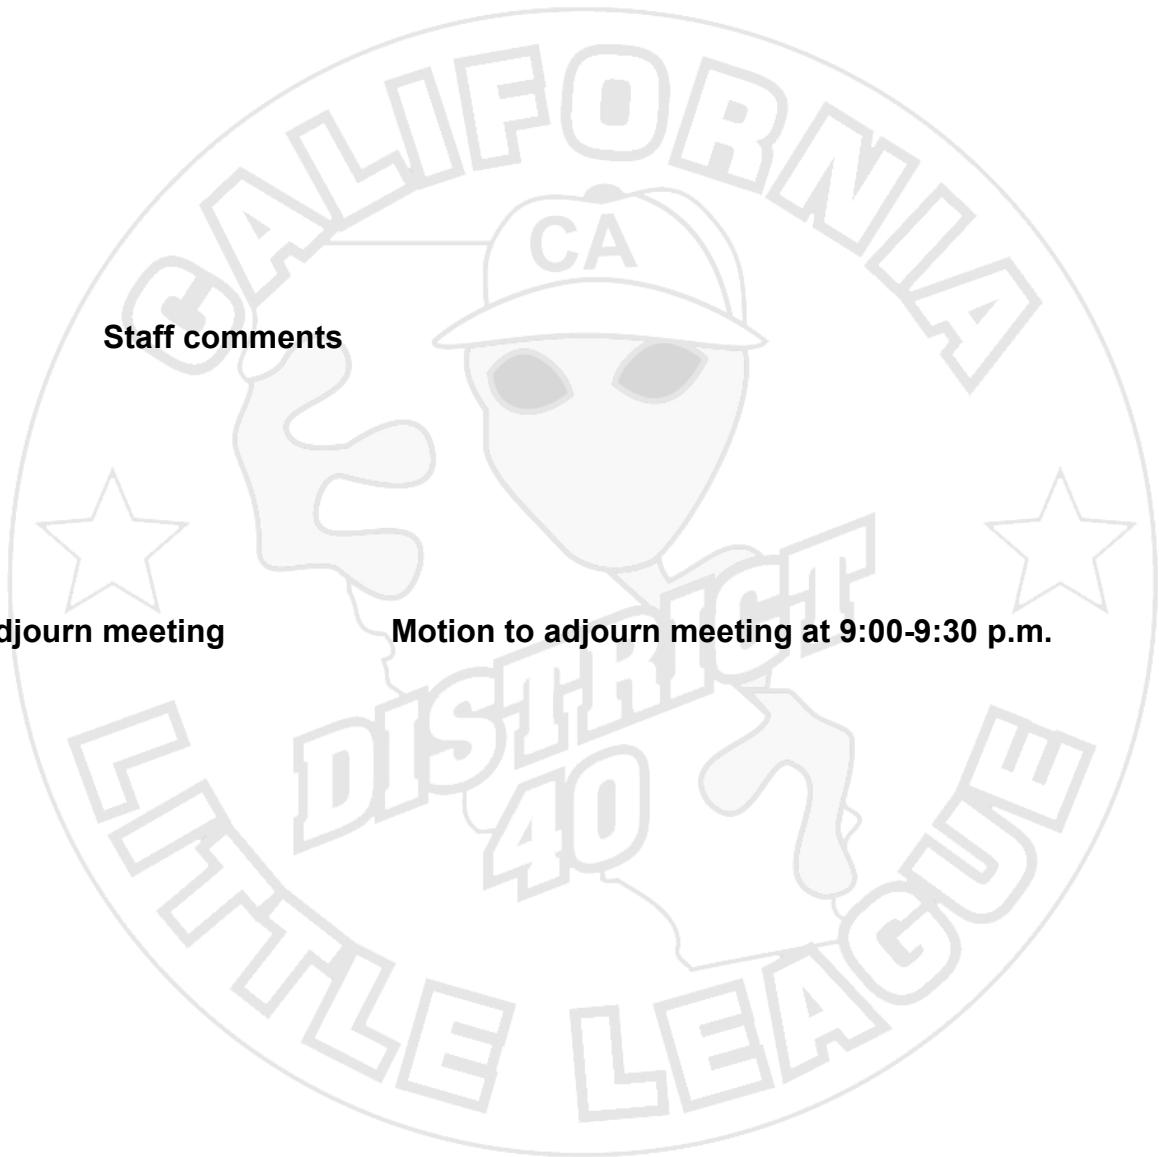 CALIFORNIA
CA
Staff comments
djourn meeting Motion to adjourn meeting at 9:00-9:30 p.m.
DISTRICT
40
LITTLE LEAGUE